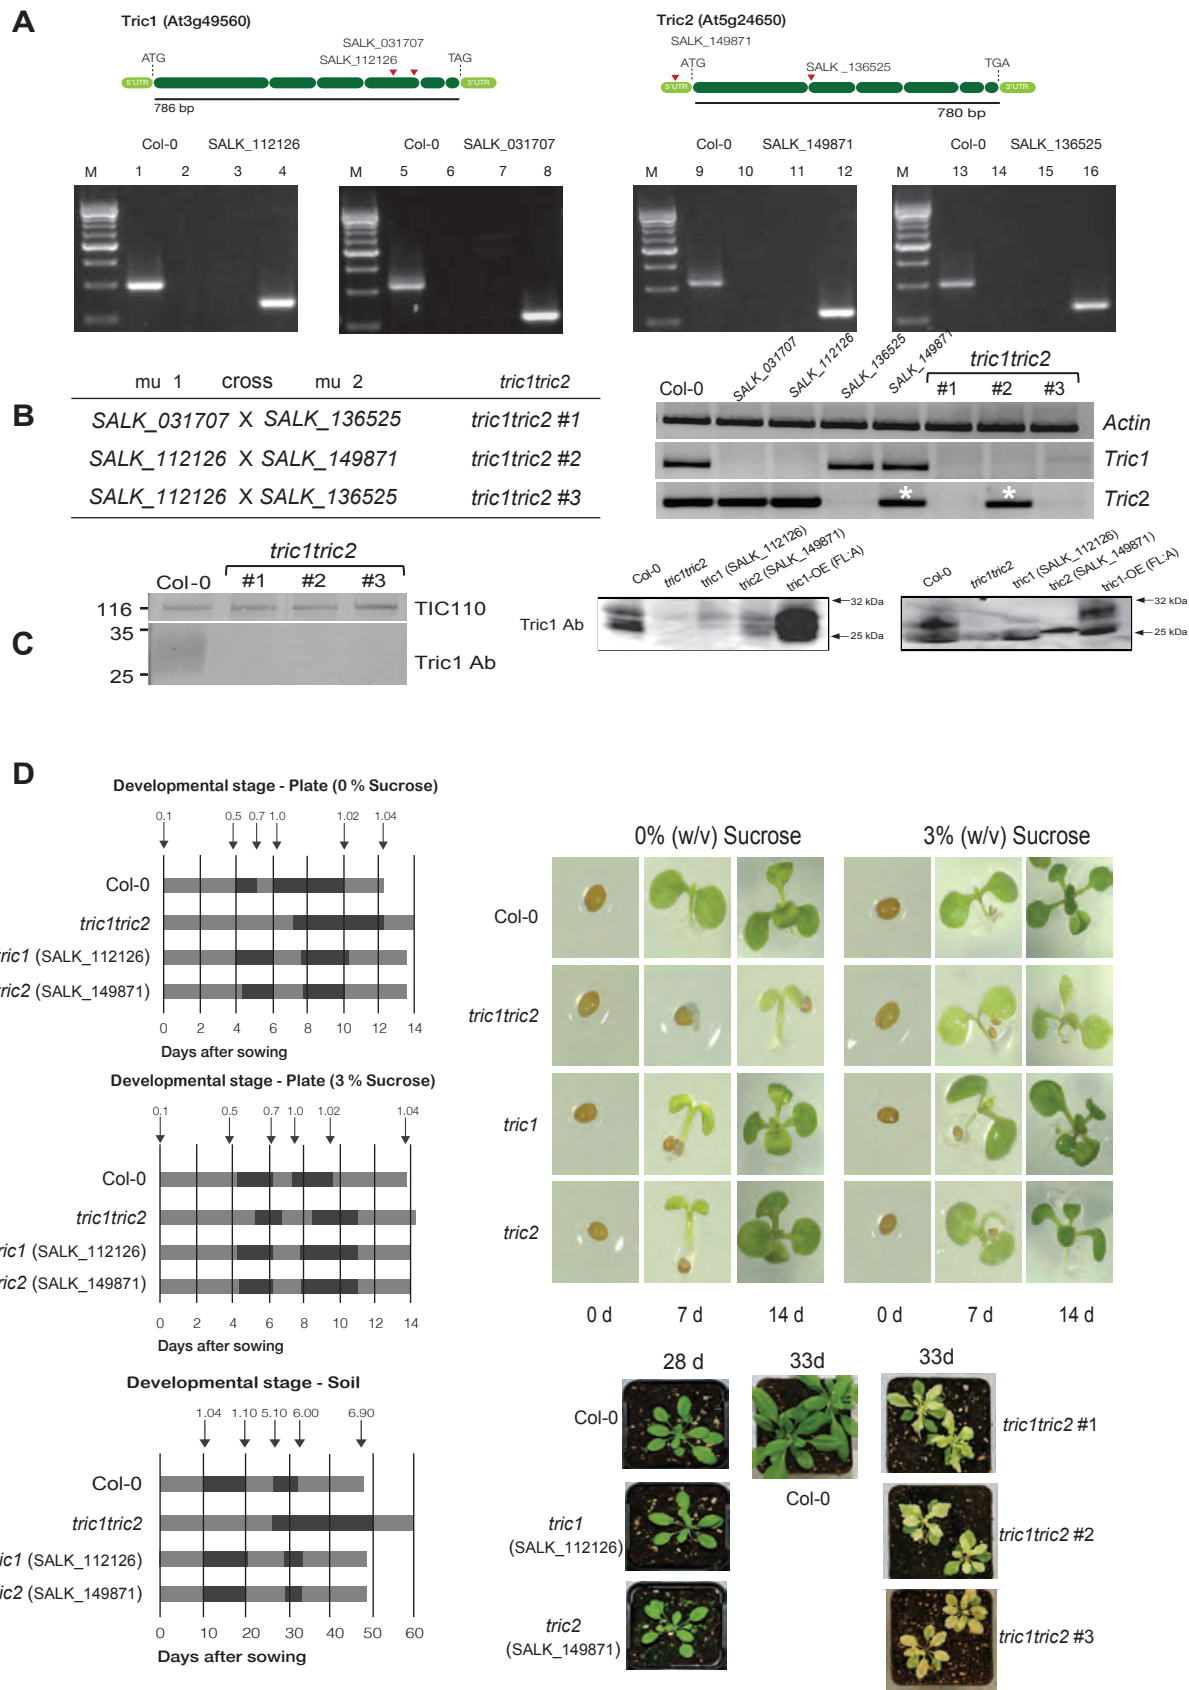 A
Tric1 (At3g49560)
SALK_031707
SALK_112126
ATG
TAG
5'UTR
3'UTR
786 bp
Tric2 (At5g24650)
SALK_149871
ATG
SALK_136525
TGA
5'UTR
3'UTR
780 bp
Col-0 SALK_112126
M 1 2 3 4
Col-0 SALK_031707
M 5 6 7 8
Col-0 SALK_149871
M 9 10 11 12
Col-0 SALK_136525
M 13 14 15 16
B
mu 1 cross mu 2 tric1tric2
SALK_031707 X SALK_136525 tric1tric2 #1
SALK_112126 X SALK_149871 tric1tric2 #2
SALK_112126 X SALK_136525 tric1tric2 #3
Col-0 SALK_031707 SALK_112126 SALK_136525 SALK_149871 tric1tric2
#1 #2 #3
Actin
Tric1
* * Tric2
C
tric1tric2
Col-0 #1 #2 #3
116 TIC110
35
Tric1 Ab
25
Col-0 tric1tric2 tric1 (SALK_112126) tric2 (SALK_149871) tric1-OE (FL:A)
Tric1 Ab
32 kDa
25 kDa
Col-0 tric1tric2 tric1 (SALK_112126) tric2 (SALK_149871) tric1-OE (FL:A)
32 kDa
25 kDa
D
Developmental stage - Plate (0 % Sucrose)
0.1 0.5 0.7 1.0 1.02 1.04
Col-0
tric1tric2
ric1 (SALK_112126)
ric2 (SALK_149871)
0 2 4 6 8 10 12 14
Days after sowing
Developmental stage - Plate (3 % Sucrose)
0.1 0.5 0.7 1.0 1.02 1.04
Col-0
tric1tric2
ric1 (SALK_112126)
ric2 (SALK_149871)
0 2 4 6 8 10 12 14
Days after sowing
Developmental stage - Soil
1.04 1.10 5.10 6.00 6.90
Col-0
tric1tric2
ric1 (SALK_112126)
ric2 (SALK_149871)
0 10 20 30 40 50 60
Days after sowing
0% (w/v) Sucrose 3% (w/v) Sucrose
Col-0
tric1tric2
tric1
tric2
0 d 7 d 14 d 0 d 7 d 14 d
28 d 33d 33d
Col-0
Col-0
tric1tric2 #1
tric1
(SALK_112126)
tric1tric2 #2
tric2
(SALK_149871)
tric1tric2 #3